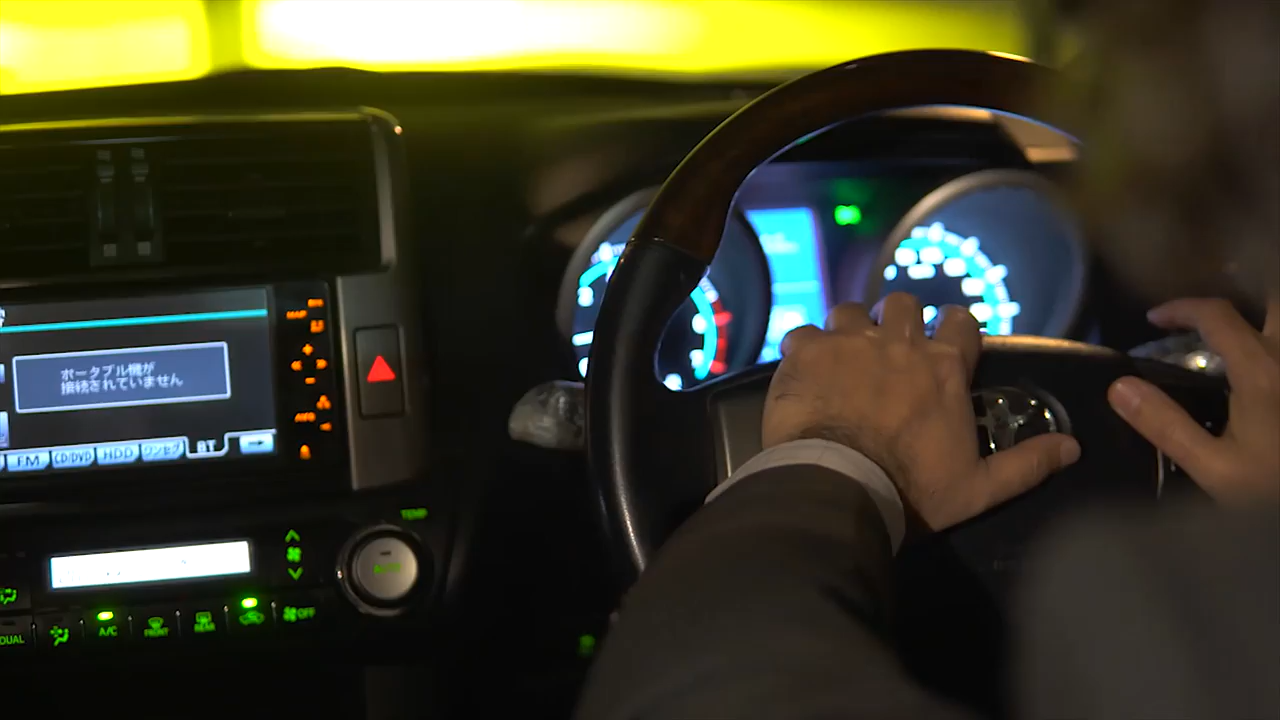 MAP
ポータブル機が
接続されていません
FM
CD/DVD
HDD
ワンセグ
BT
TEMP
OFF
DUAL
A/C
FRONT
REAR